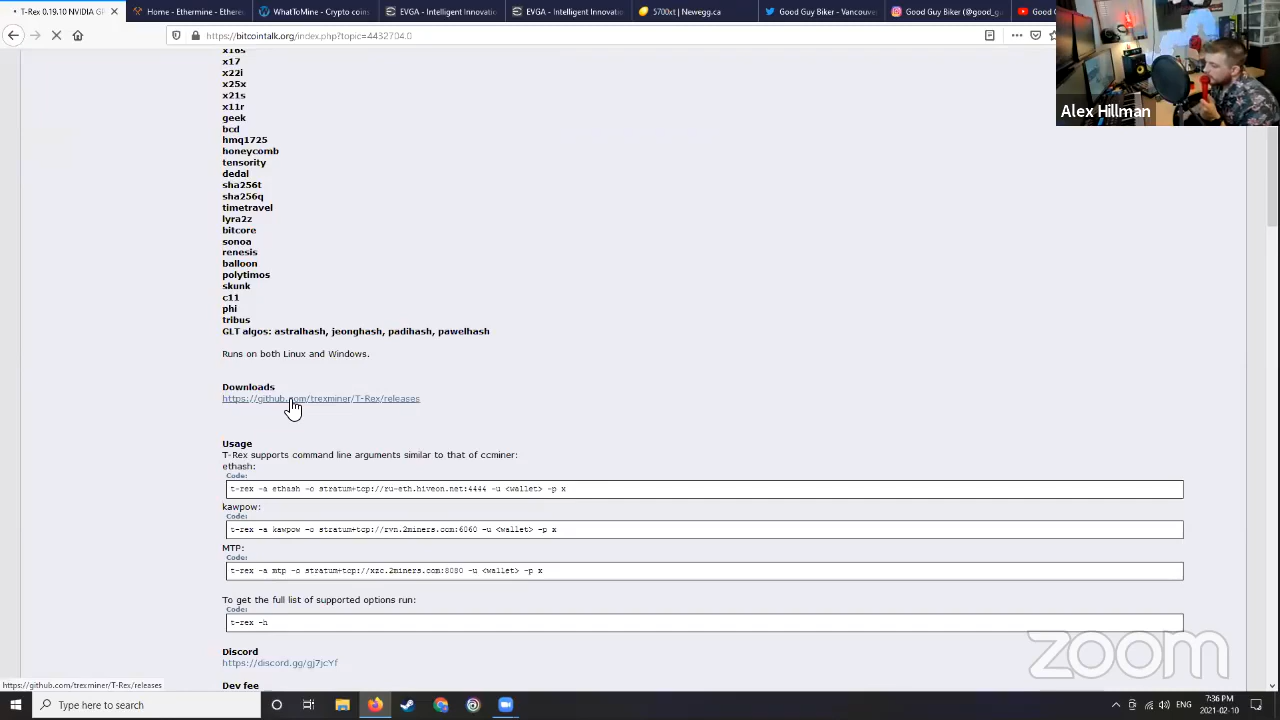 T-Rex 0.19.10 NVIDIA GP
Home - Ethermine - Ethere
WhatToMine - Crypto coin
EVGA - Intelligent Innovati
EVGA - Intelligent Innovati
5700xt | Newegg.ca
Good Guy Biker - Vancouv
Good Guy Biker (@good_g
Good G
https://bitcointalk.org/index.php?topic=4432704.0
Alex Hillman
x16s
x17
x22i
x25x
x21s
x11r
geek
bcd
hmq1725
honeycomb
tensority
dedal
sha256t
sha256q
timetravel
lyra2z
bitcore
sonoa
renesis
balloon
polytimos
skunk
c11
phi
tribus
GLT algos: astralhash, jeonghash, padihash, pawelhash
Runs on both Linux and Windows.
Downloads
https://github.com/trexminer/T-Rex/releases
Usage
T-Rex supports command line arguments similar to that of ccminer:
ethash:
Code:
t-rex -a ethash -o stratum+tcp://ru-eth.hiveon.net:4444 -u <wallet> -p x
kawpow:
Code:
t-rex -a kawpow -o stratum+tcp://rvn.2miners.com:6060 -u <wallet> -p x
MTP:
Code:
t-rex -a mtp -o stratum+tcp://xzc.2miners.com:8080 -u <wallet> -p x
To get the full list of supported options run:
Code:
t-rex -h
Discord
https://discord.gg/gj7jcYf
Dev fee
https://github.com/trexminer/T-Rex/releases
zoom
Type here to search
ENG
7:36 PM
2021-02-10